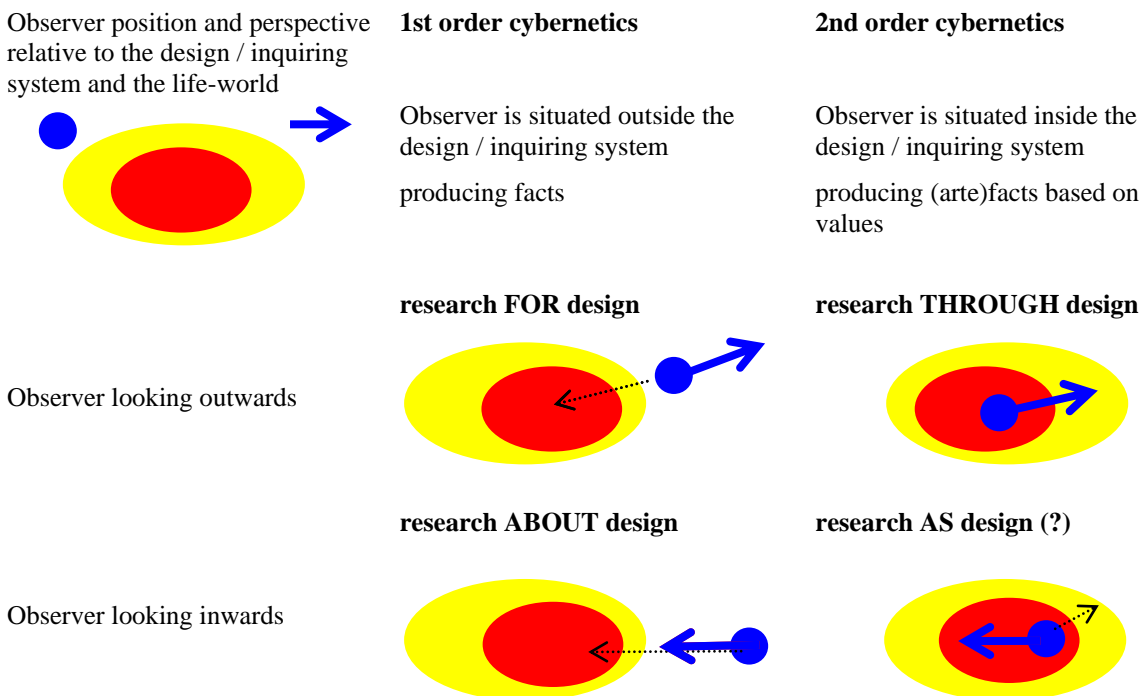 Observer position and perspective
relative to the design / inquiring
system and the life-world
1st order cybernetics
2nd order cybernetics
Observer is situated outside the
design / inquiring system
producing facts
Observer is situated inside the
design / inquiring system
producing (arte)facts based on
values
research FOR design
research THROUGH design
Observer looking outwards
research ABOUT design
research AS design (?)
Observer looking inwards